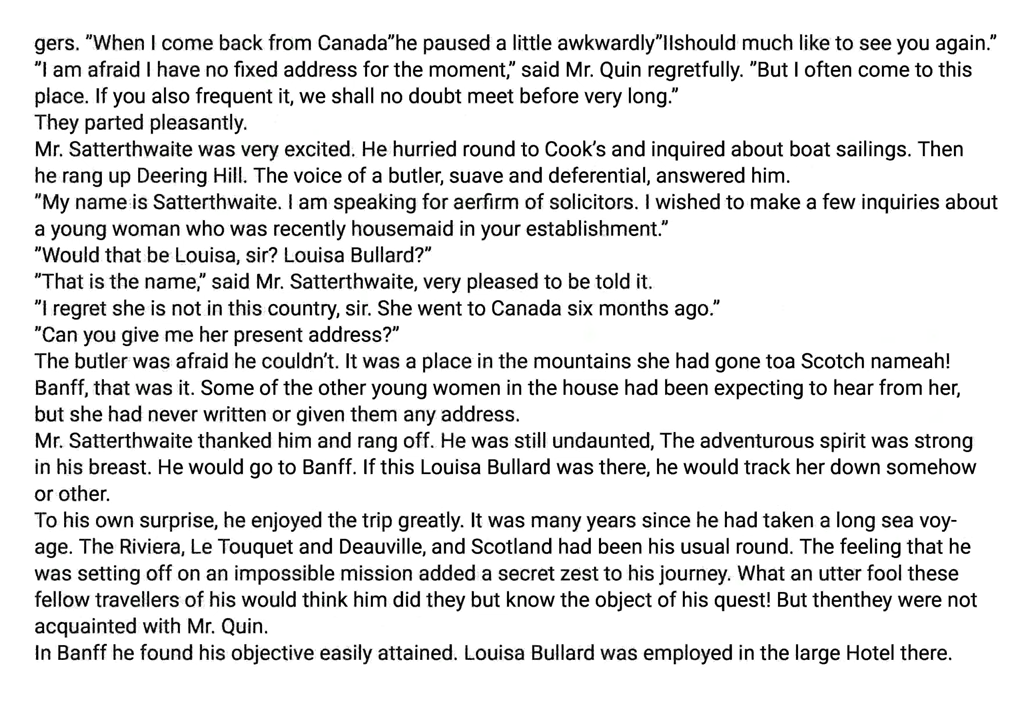 gers. "When I come back from Canada"he paused a little awkwardly"IIshould much like to see you again."
"I am afraid I have no fixed address for the moment," said Mr. Quin regretfully. "But I often come to this
place. If you also frequent it, we shall no doubt meet before very long."
They parted pleasantly.
Mr. Satterthwaite was very excited. He hurried round to Cook's and inquired about boat sailings. Then
he rang up Deering Hill. The voice of a butler, suave and deferential, answered him.
"My name is Satterthwaite. I am speaking for aerfirm of solicitors. I wished to make a few inquiries about
a young woman who was recently housemaid in your establishment."
"Would that be Louisa, sir? Louisa Bullard?"
"That is the name," said Mr. Satterthwaite, very pleased to be told it.
"I regret she is not in this country, sir. She went to Canada six months ago."
"Can you give me her present address?"
The butler was afraid he couldn't. It was a place in the mountains she had gone toa Scotch nameah!
Banff, that was it. Some of the other young women in the house had been expecting to hear from her,
but she had never written or given them any address.
Mr. Satterthwaite thanked him and rang off. He was still undaunted, The adventurous spirit was strong
in his breast. He would go to Banff. If this Louisa Bullard was there, he would track her down somehow
or other.
To his own surprise, he enjoyed the trip greatly. It was many years since he had taken a long sea voy-
age. The Riviera, Le Touquet and Deauville, and Scotland had been his usual round. The feeling that he
was setting off on an impossible mission added a secret zest to his journey. What an utter fool these
fellow travellers of his would think him did they but know the object of his quest! But thenthey were not
acquainted with Mr. Quin.
In Banff he found his objective easily attained. Louisa Bullard was employed in the large Hotel there.